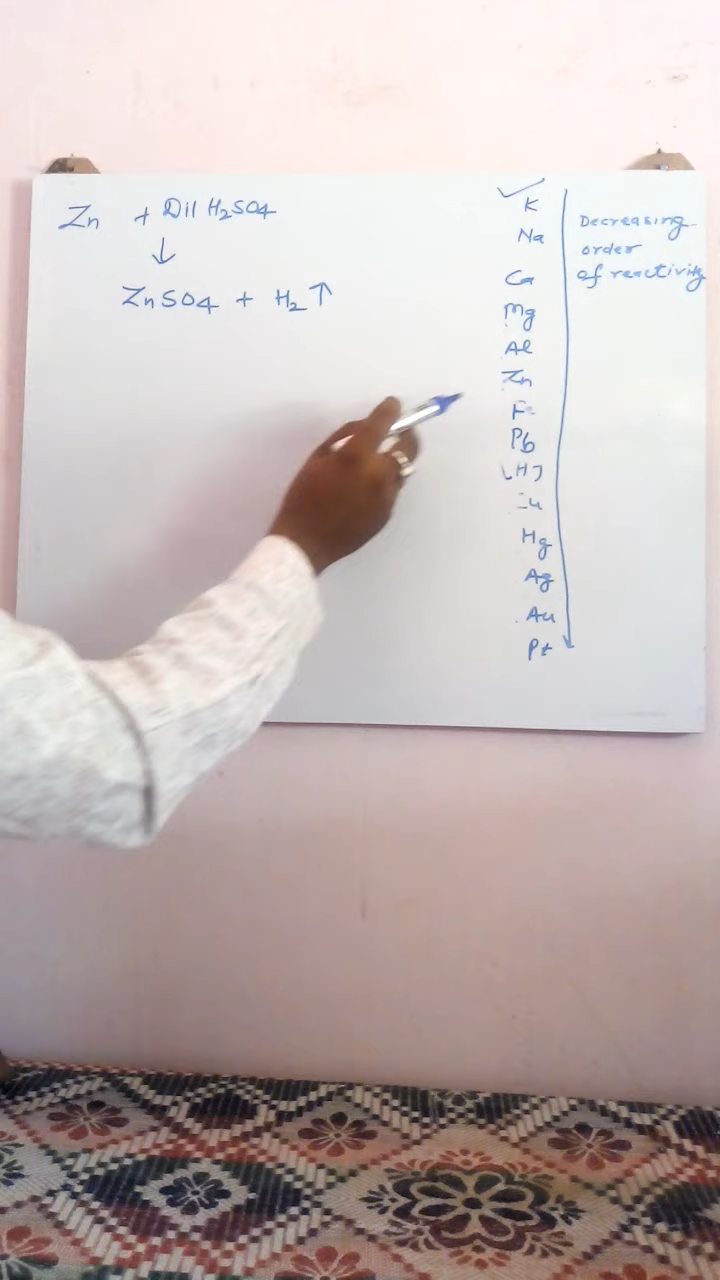 Zn + Dil H₂SO₄
↓
ZnSO₄ + H₂ ↑
✓
K
Na
Ca
Mg
Al
Zn
Fe
Pb
[H]
Cu
Hg
Ag
Au
Pt
Decreasing
order
of reactivity